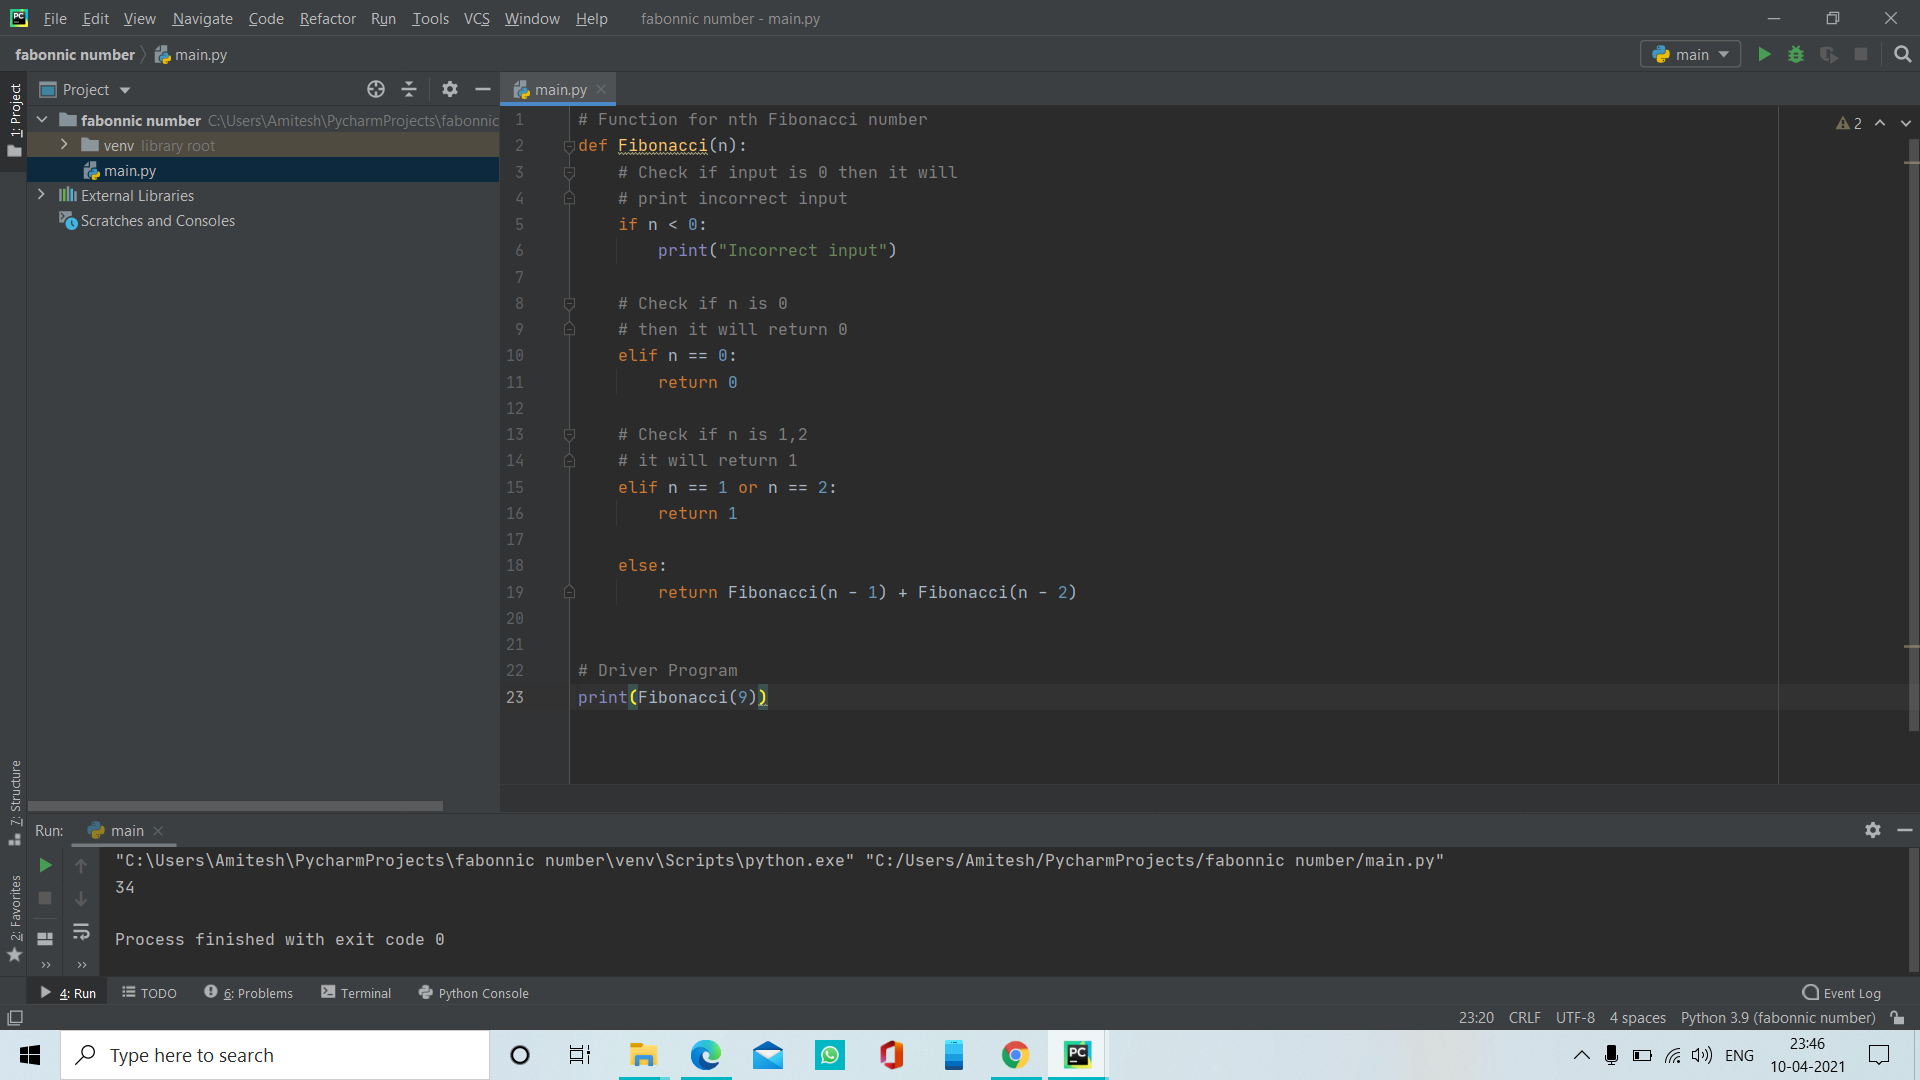 File Edit View Navigate Code Refactor Run Tools VCS Window Help fabonnic number - main.py
fabonnic number main.py main
1: Project
Project
main.py
fabonnic number C:\Users\Amitesh\PycharmProjects\fabonnic
venv library root
main.py
External Libraries
Scratches and Consoles
2
1 # Function for nth Fibonacci number
2 def Fibonacci(n):
3 # Check if input is 0 then it will
4 # print incorrect input
5 if n < 0:
6 print("Incorrect input")
7
8 # Check if n is 0
9 # then it will return 0
10 elif n == 0:
11 return 0
12
13 # Check if n is 1,2
14 # it will return 1
15 elif n == 1 or n == 2:
16 return 1
17
18 else:
19 return Fibonacci(n - 1) + Fibonacci(n - 2)
20
21
22 # Driver Program
23 print(Fibonacci(9))
7: Structure
2: Favorites
Run: main
"C:\Users\Amitesh\PycharmProjects\fabonnic number\venv\Scripts\python.exe" "C:/Users/Amitesh/PycharmProjects/fabonnic number/main.py"
34
Process finished with exit code 0
4: Run TODO 6: Problems Terminal Python Console Event Log
23:20 CRLF UTF-8 4 spaces Python 3.9 (fabonnic number)
Type here to search
PC
ENG
23:46
10-04-2021